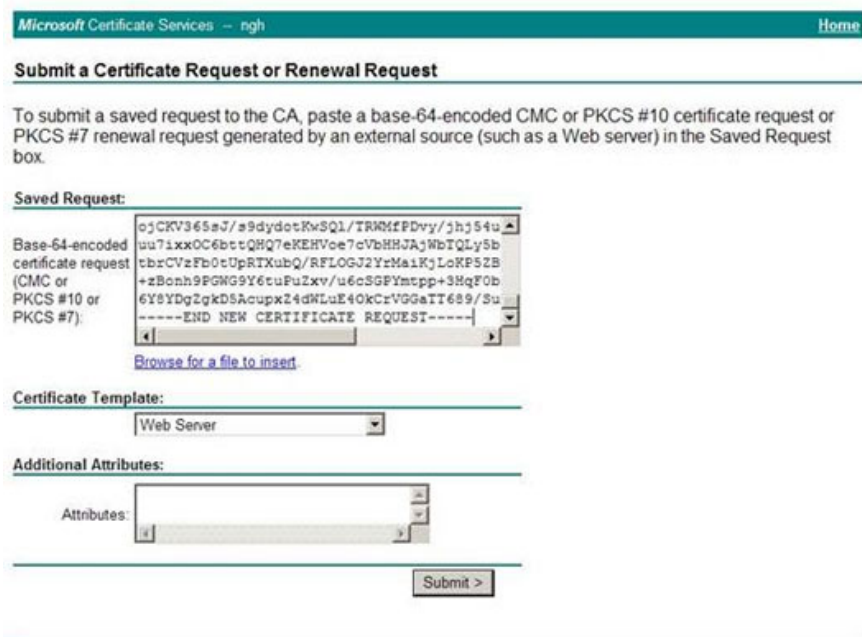 Microsoft Certificate Services -- ngh Home
Submit a Certificate Request or Renewal Request
To submit a saved request to the CA, paste a base-64-encoded CMC or PKCS #10 certificate request or
PKCS #7 renewal request generated by an external source (such as a Web server) in the Saved Request
box.
Saved Request:
Base-64-encoded
certificate request
(CMC or
PKCS #10 or
PKCS #7):
ojCKV365sJ/s9dydotKwSQl/TRWMfPDvy/jhj54u
uu7ixxOC6bttQHQ7eKEHVoe7cVbHHJAjWbTQLy5b
tbrCVzFb0tUpRTXubQ/RFLOGJ2YrMaiKjLoKP5ZB
+zBonh9PGWG9Y6tuPuZxv/u6cSGPYmtpp+3HqF0b
6Y8YDgZgkD5AcupxZ4dWLuE4OkCrVGGaTT689/Su
-----END NEW CERTIFICATE REQUEST-----
Browse for a file to insert.
Certificate Template:
Web Server
Additional Attributes:
Attributes:
Submit >